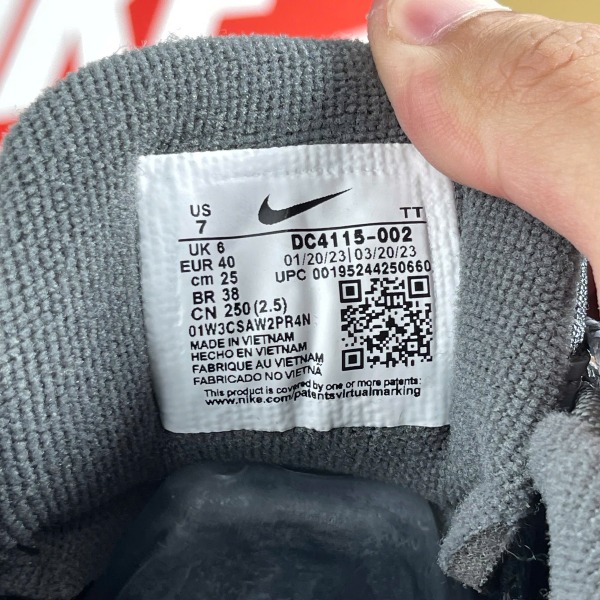 US
7
TT
UK 6
EUR 40
cm 25
BR 38
CN 250 (2.5)
DC4115-002
01/20/23 | 03/20/23
UPC 00195244250660
01W3CSAW2PR4N
MADE IN VIETNAM
HECHO EN VIETNAM
FABRIQUE AU VIETNAM
FABRICADO NO VIETNÃ
This product is covered by one or more patents:
www.nike.com/patentsvirtualmarking